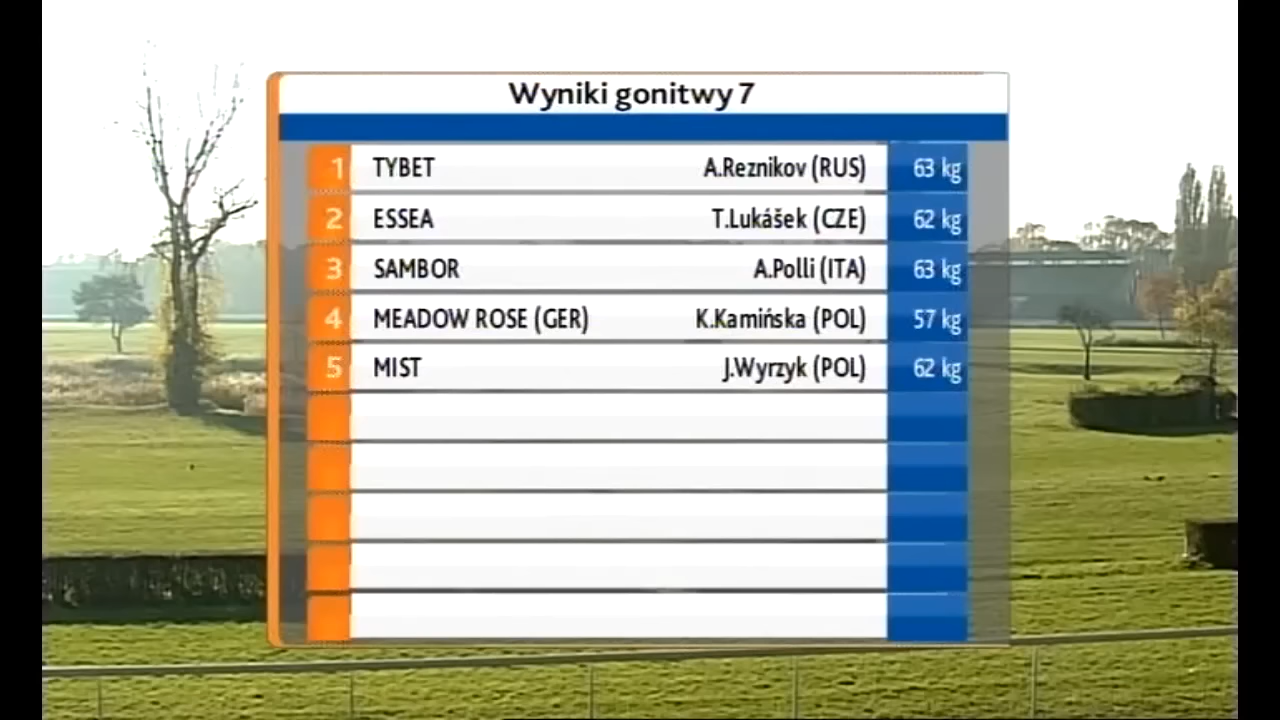 Wyniki gonitwy 7
1 TYBET A.Reznikov (RUS) 63 kg
2 ESSEA T.Lukášek (CZE) 62 kg
3 SAMBOR A.Polli (ITA) 63 kg
4 MEADOW ROSE (GER) K.Kamińska (POL) 57 kg
5 MIST J.Wyrzyk (POL) 62 kg